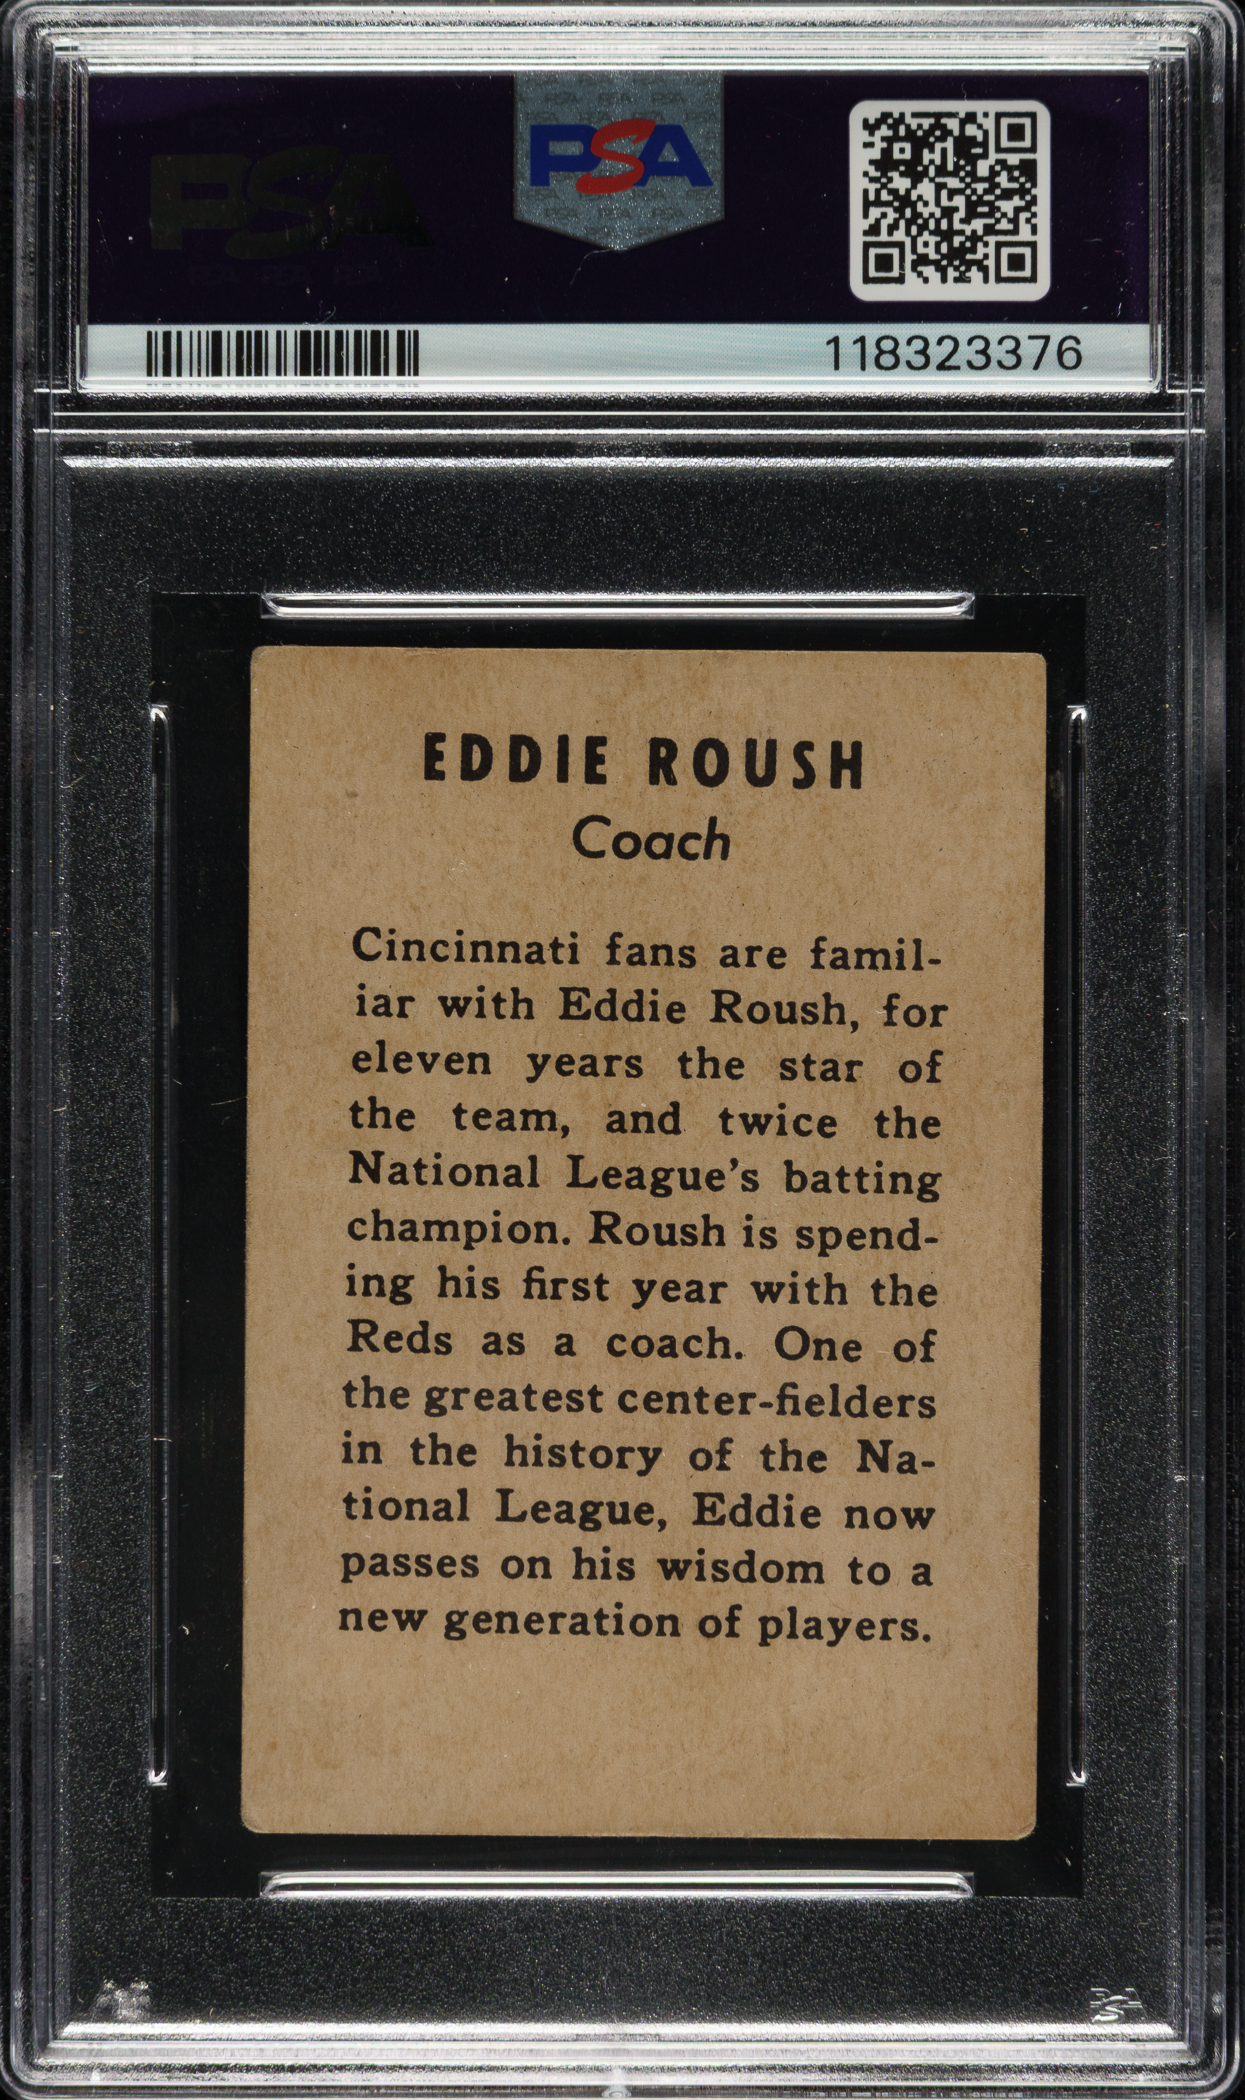 PSA
PSA
118323376
EDDIE ROUSH
Coach
Cincinnati fans are famil-
iar with Eddie Roush, for
eleven years the star of
the team, and twice the
National League's batting
champion. Roush is spend-
ing his first year with the
Reds as a coach. One of
the greatest center-fielders
in the history of the Na-
tional League, Eddie now
passes on his wisdom to a
new generation of players.